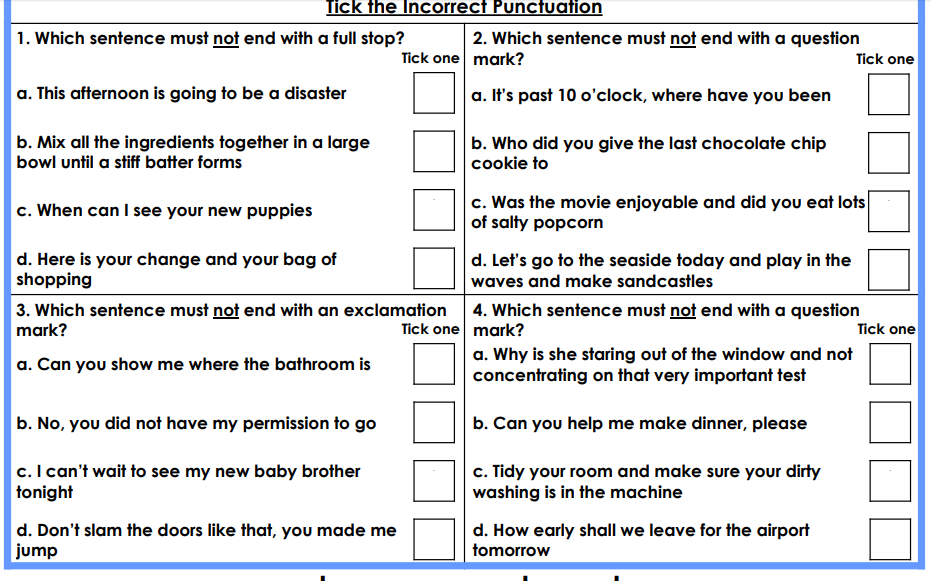 Tick the Incorrect Punctuation
1. Which sentence must not end with a full stop?
Tick one
a. This afternoon is going to be a disaster
b. Mix all the ingredients together in a large
bowl until a stiff batter forms
c. When can I see your new puppies
d. Here is your change and your bag of
shopping
2. Which sentence must not end with a question
mark?
Tick one
a. It’s past 10 o’clock, where have you been
b. Who did you give the last chocolate chip
cookie to
c. Was the movie enjoyable and did you eat lots
of salty popcorn
d. Let’s go to the seaside today and play in the
waves and make sandcastles
3. Which sentence must not end with an exclamation
mark?
Tick one
a. Can you show me where the bathroom is
b. No, you did not have my permission to go
c. I can’t wait to see my new baby brother
tonight
d. Don’t slam the doors like that, you made me
jump
4. Which sentence must not end with a question
mark?
Tick one
a. Why is she staring out of the window and not
concentrating on that very important test
b. Can you help me make dinner, please
c. Tidy your room and make sure your dirty
washing is in the machine
d. How early shall we leave for the airport
tomorrow